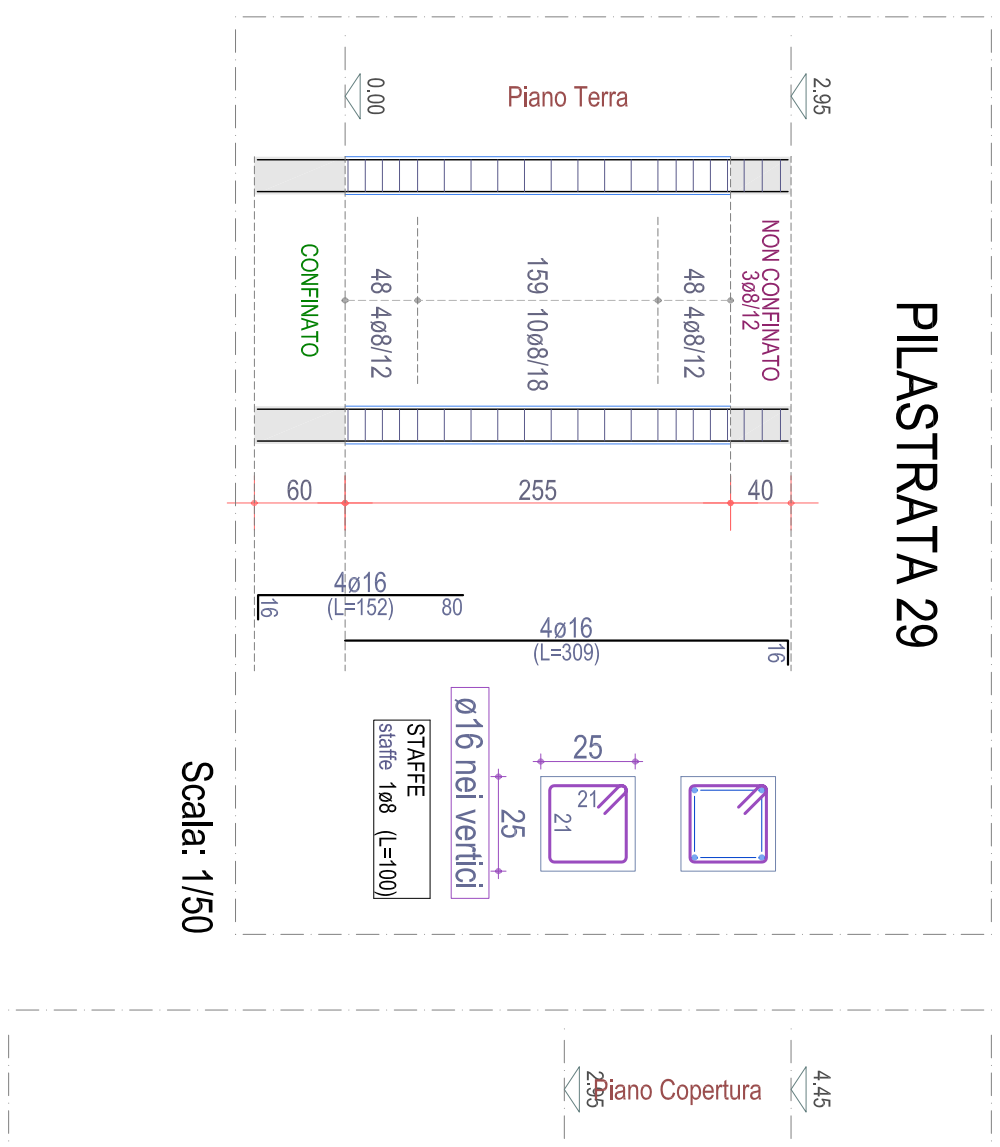 PILASTRATA 29
2.95
Piano Terra
0.00
NON CONFINATO
3ø8/12
48 4ø8/12
159 10ø8/18
48 4ø8/12
CONFINATO
60
255
40
4ø16
(L=152)
16
80
4ø16
(L=309)
16
25
25
21
21
ø16 nei vertici
STAFFE
staffe 1ø8 (L=100)
Scala: 1/50
4.45
Piano Copertura
2.95